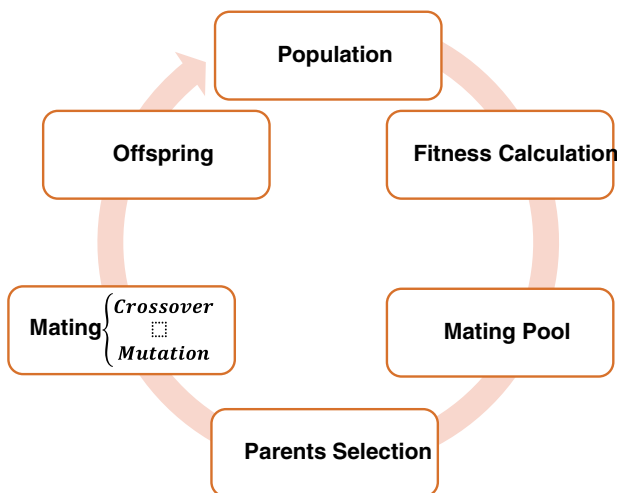 Population
Fitness Calculation
Mating Pool
Parents Selection
Mating { Crossover
Mutation
Offspring